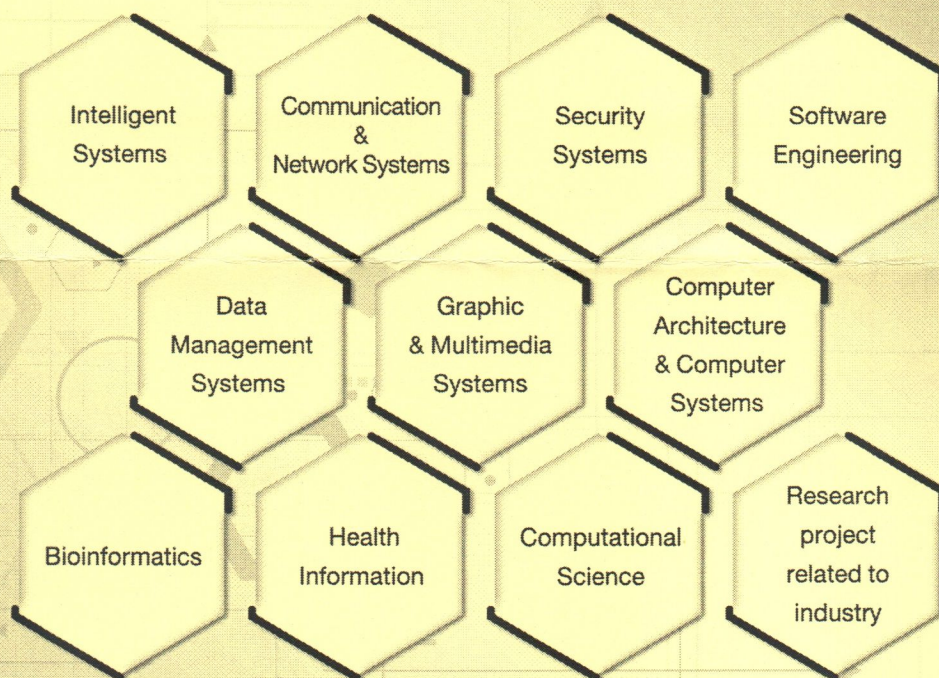 Intelligent
Systems
Communication
&
Network Systems
Security
Systems
Software
Engineering
Data
Management
Systems
Graphic
& Multimedia
Systems
Computer
Architecture
& Computer
Systems
Bioinformatics
Health
Information
Computational
Science
Research
project
related to
industry